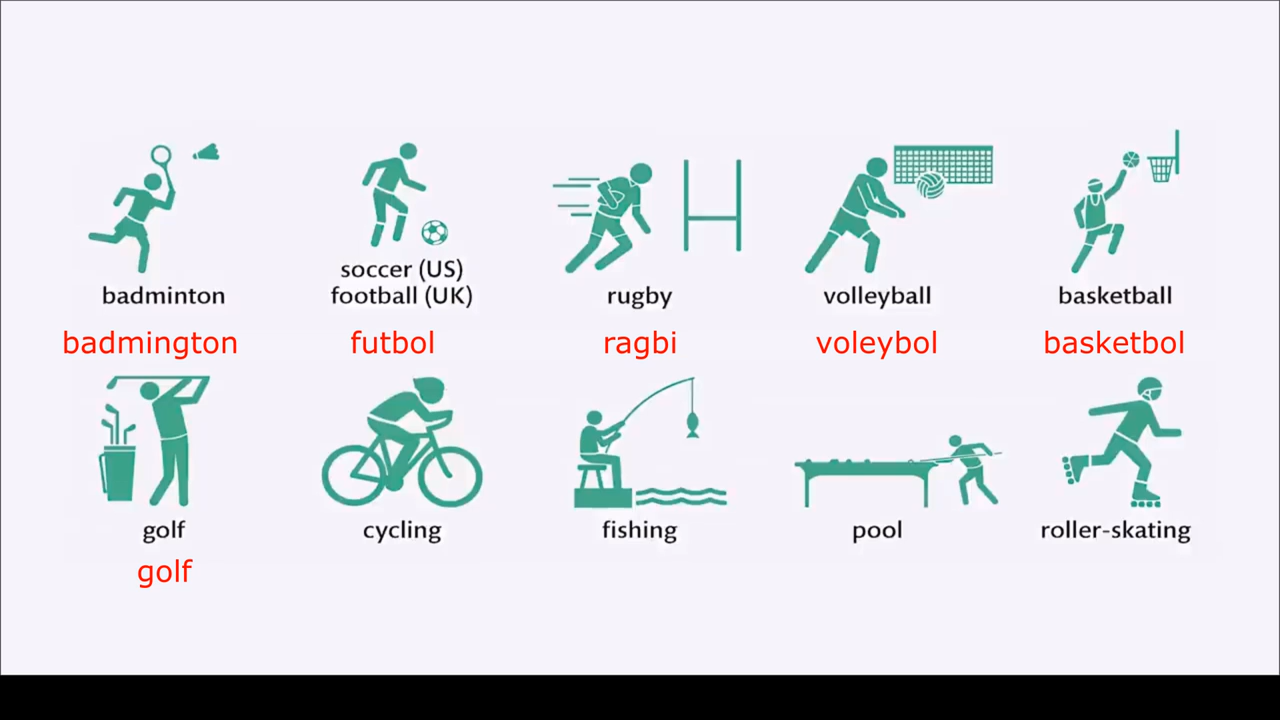 badminton
soccer (US)
football (UK)
rugby
volleyball
basketball
badmington
futbol
ragbi
voleybol
basketbol
golf
cycling
fishing
pool
roller-skating
golf